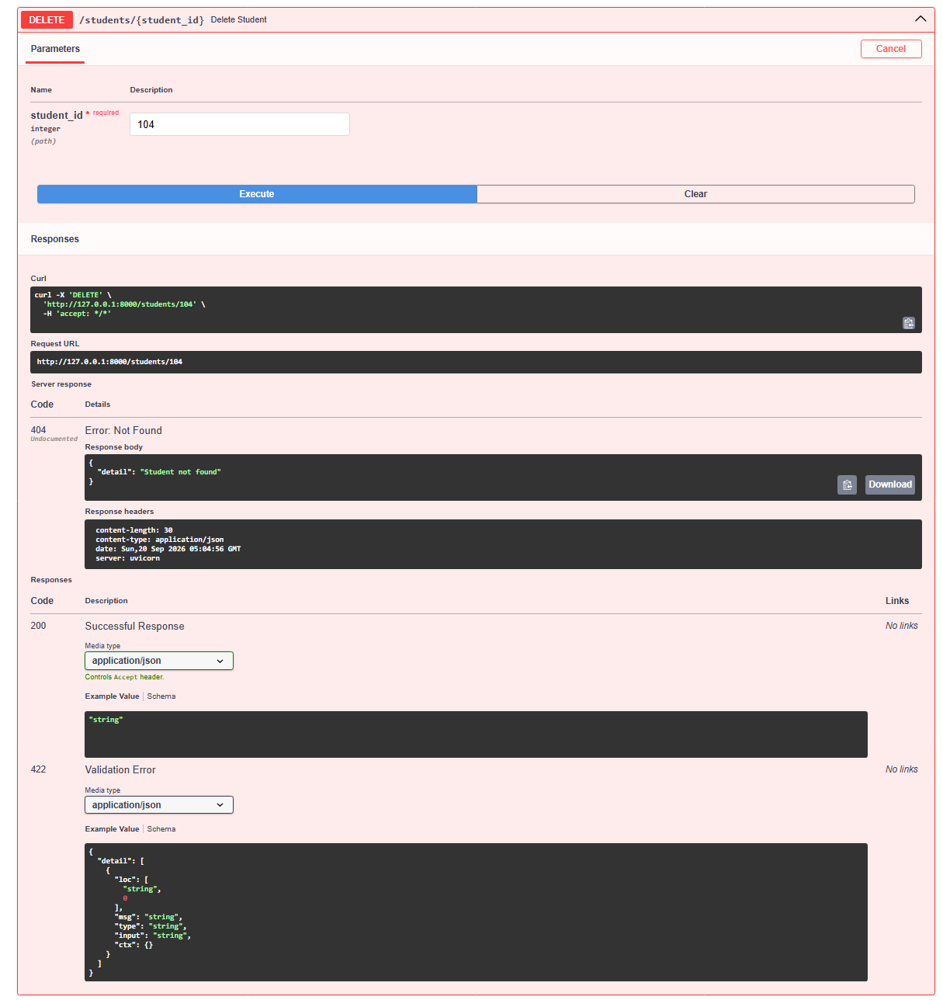 DELETE /students/{student_id} Delete Student
Parameters
Cancel
Name Description
student_id * required
integer
(path)
104
Execute Clear
Responses
Curl
curl -X 'DELETE' \
  'http://127.0.0.1:8000/students/104' \
  -H 'accept: */*'
Request URL
http://127.0.0.1:8000/students/104
Server response
Code Details
404 Error: Not Found
Undocumented
Response body
{
  "detail": "Student not found"
}
Download
Response headers
content-length: 30
content-type: application/json
date: Sun,20 Sep 2026 05:04:56 GMT
server: uvicorn
Responses
Code Description Links
200 Successful Response No links
Media type
application/json
Controls Accept header.
Example Value Schema
"string"
422 Validation Error No links
Media type
application/json
Example Value Schema
{
  "detail": [
    {
      "loc": [
        "string",
        0
      ],
      "msg": "string",
      "type": "string",
      "input": "string",
      "ctx": {}
    }
  ]
}